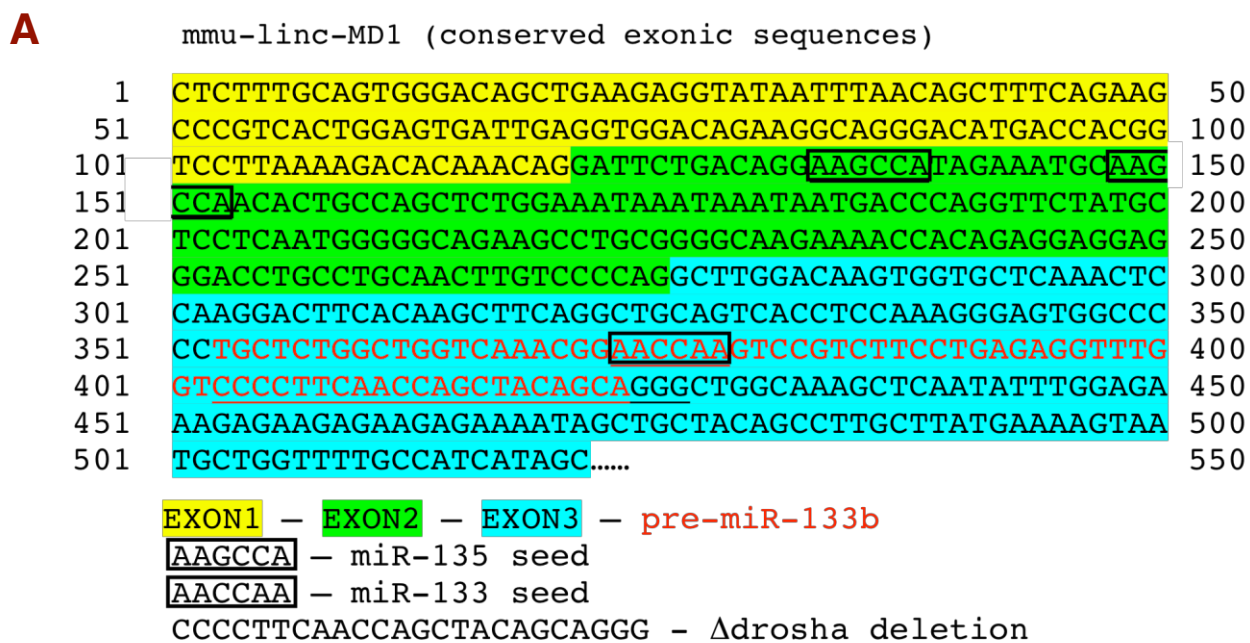 A
mmu-linc-MD1 (conserved exonic sequences)
1 CTCTTTGCAGTGGGACAGCTGAAGAGGTATAATTTAACAGCTTTCAGAAG 50
51 CCCGTCACTGGAGTGATTGAGGTGGACAGAAGGCAGGGACATGACCACGG 100
101 TCCTTAAAAGACACAAACAGGATTCTGACAGGAAGCCATAGAAATGCAAG 150
151 CCAACACTGCCAGCTCTGGAAATAAATAAATAATGACCCAGGTTCTATGC 200
201 TCCTCAATGGGGGCAGAAGCCTGCGGGGCAAGAAAACCACAGAGGAGGAG 250
251 GGACCTGCCTGCAACTTGTCCCCAGGCTTGGACAAGTGGTGCTCAAACTC 300
301 CAAGGACTTCACAAGCTTCAGGCTGCAGTCACCTCCAAAGGGAGTGGCCC 350
351 CCTGCTCTGGCTGGTCAAACGGAACCAAGTCCGTCTTCCTGAGAGGTTTG 400
401 GTCCCCTTCAACCAGCTACAGCAGGGCTGGCAAAGCTCAATATTTGGAGA 450
451 AAGAGAAGAGAAGAGAAAATAGCTGCTACAGCCTTGCTTATGAAAAGTAA 500
501 TGCTGGTTTTGCCATCATAGC…… 550
EXON1 — EXON2 — EXON3 — pre-miR-133b
AAGCCA — miR-135 seed
AACCAA — miR-133 seed
CCCCTTCAACCAGCTACAGCAGGG - Δdrosha deletion